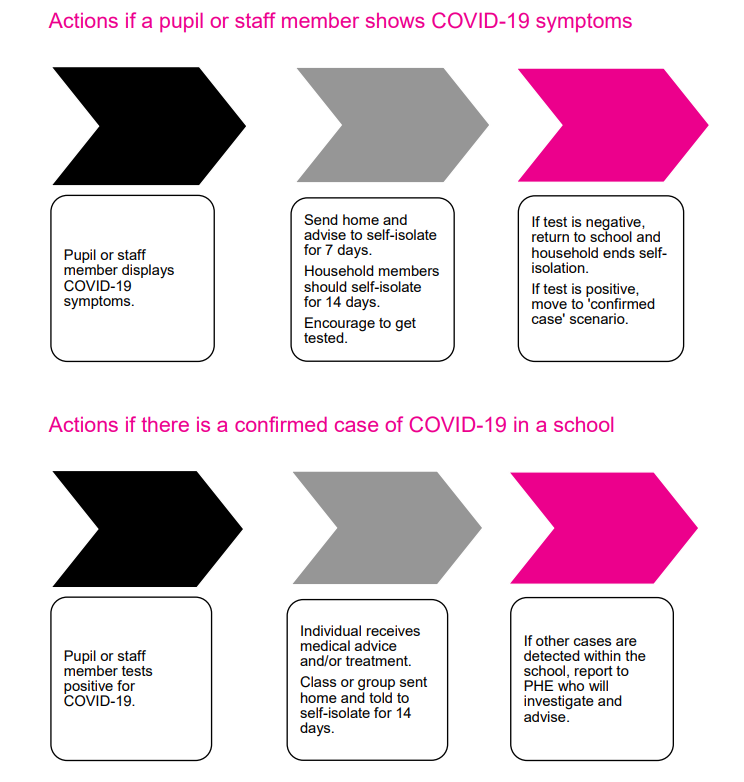 Actions if a pupil or staff member shows COVID-19 symptoms
Pupil or staff
member displays
COVID-19
symptoms.
Send home and
advise to self-isolate
for 7 days.
Household members
should self-isolate
for 14 days.
Encourage to get
tested.
If test is negative,
return to school and
household ends self-
isolation.
If test is positive,
move to 'confirmed
case' scenario.
Actions if there is a confirmed case of COVID-19 in a school
Pupil or staff
member tests
positive for
COVID-19.
Individual receives
medical advice
and/or treatment.
Class or group sent
home and told to
self-isolate for 14
days.
If other cases are
detected within the
school, report to
PHE who will
investigate and
advise.